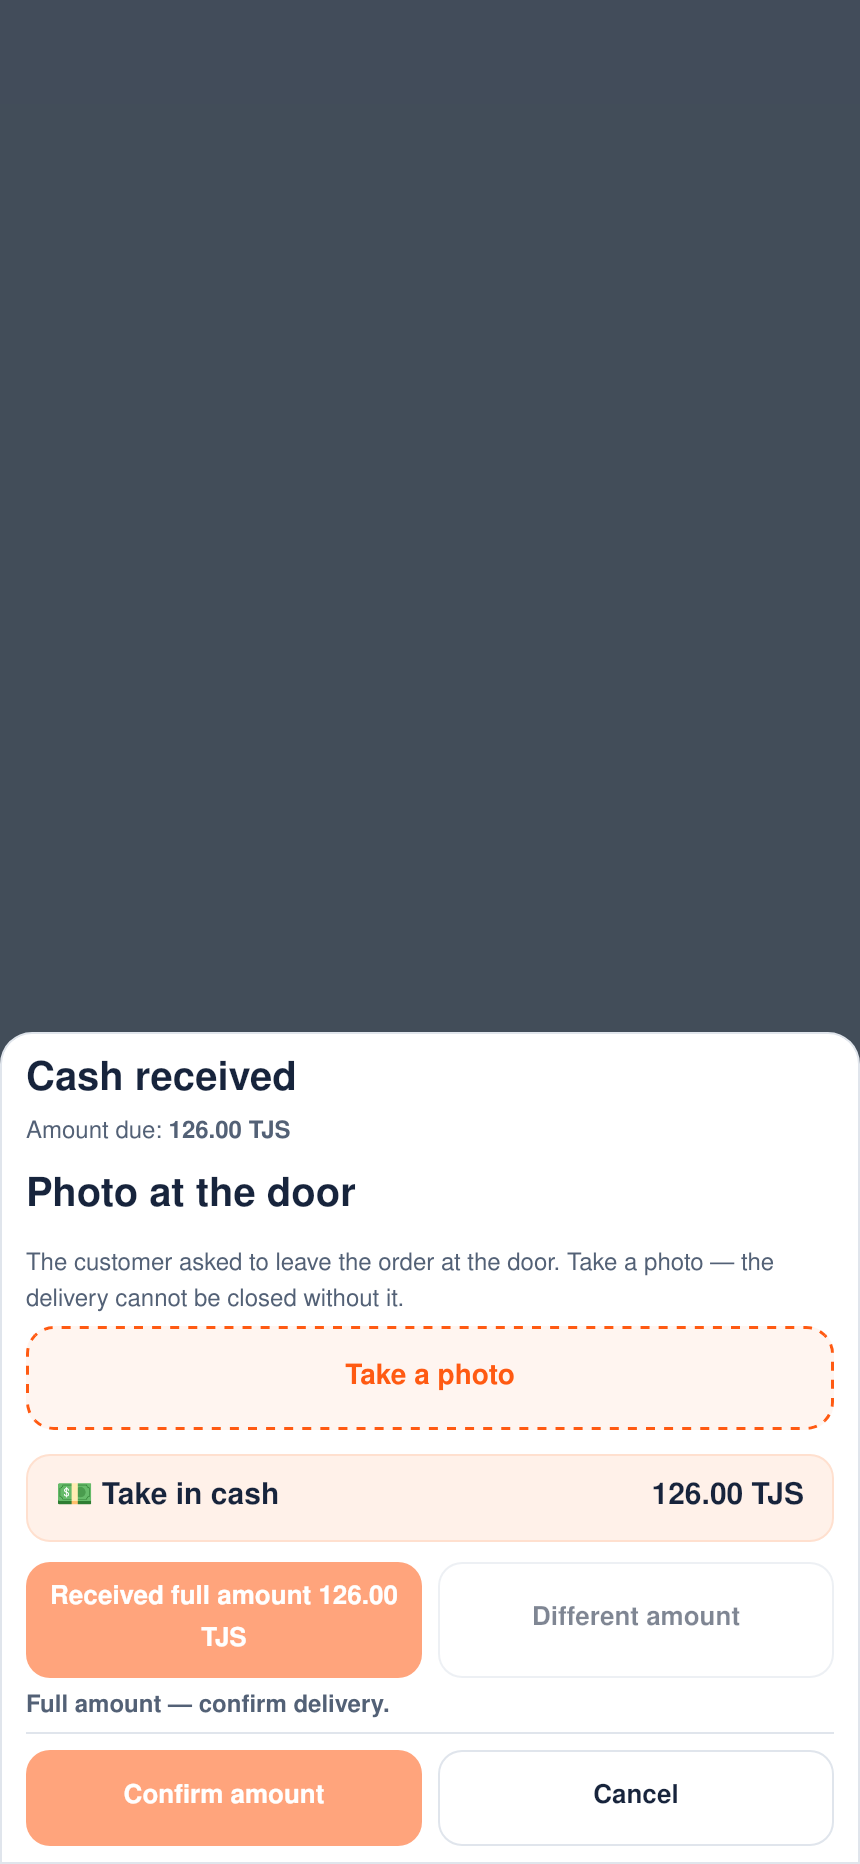 Cash received
Amount due: 126.00 TJS
Photo at the door
The customer asked to leave the order at the door. Take a photo — the
delivery cannot be closed without it.
Take a photo
💵 Take in cash 126.00 TJS
Received full amount 126.00
TJS
Different amount
Full amount — confirm delivery.
Confirm amount
Cancel